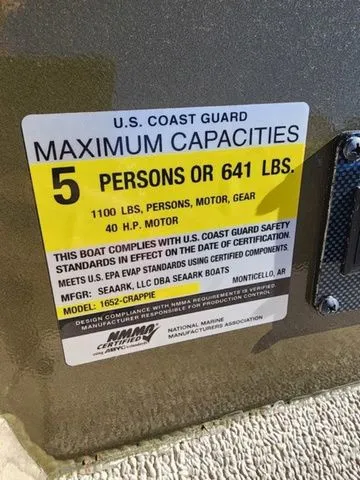 U.S. COAST GUARD
MAXIMUM CAPACITIES
5 PERSONS OR 641 LBS.
1100 LBS, PERSONS, MOTOR, GEAR
40 H.P. MOTOR
THIS BOAT COMPLIES WITH U.S. COAST GUARD SAFETY
STANDARDS IN EFFECT ON THE DATE OF CERTIFICATION.
MEETS U.S. EPA EVAP STANDARDS USING CERTIFIED COMPONENTS.
MFGR: SEAARK, LLC DBA SEAARK BOATS MONTICELLO, AR
MODEL: 1652-CRAPPIE
DESIGN COMPLIANCE WITH NMMA REQUIREMENTS IS VERIFIED.
MANUFACTURER RESPONSIBLE FOR PRODUCTION CONTROL.
NMMA
CERTIFIED
using ABYC standards
NATIONAL MARINE
MANUFACTURERS ASSOCIATION